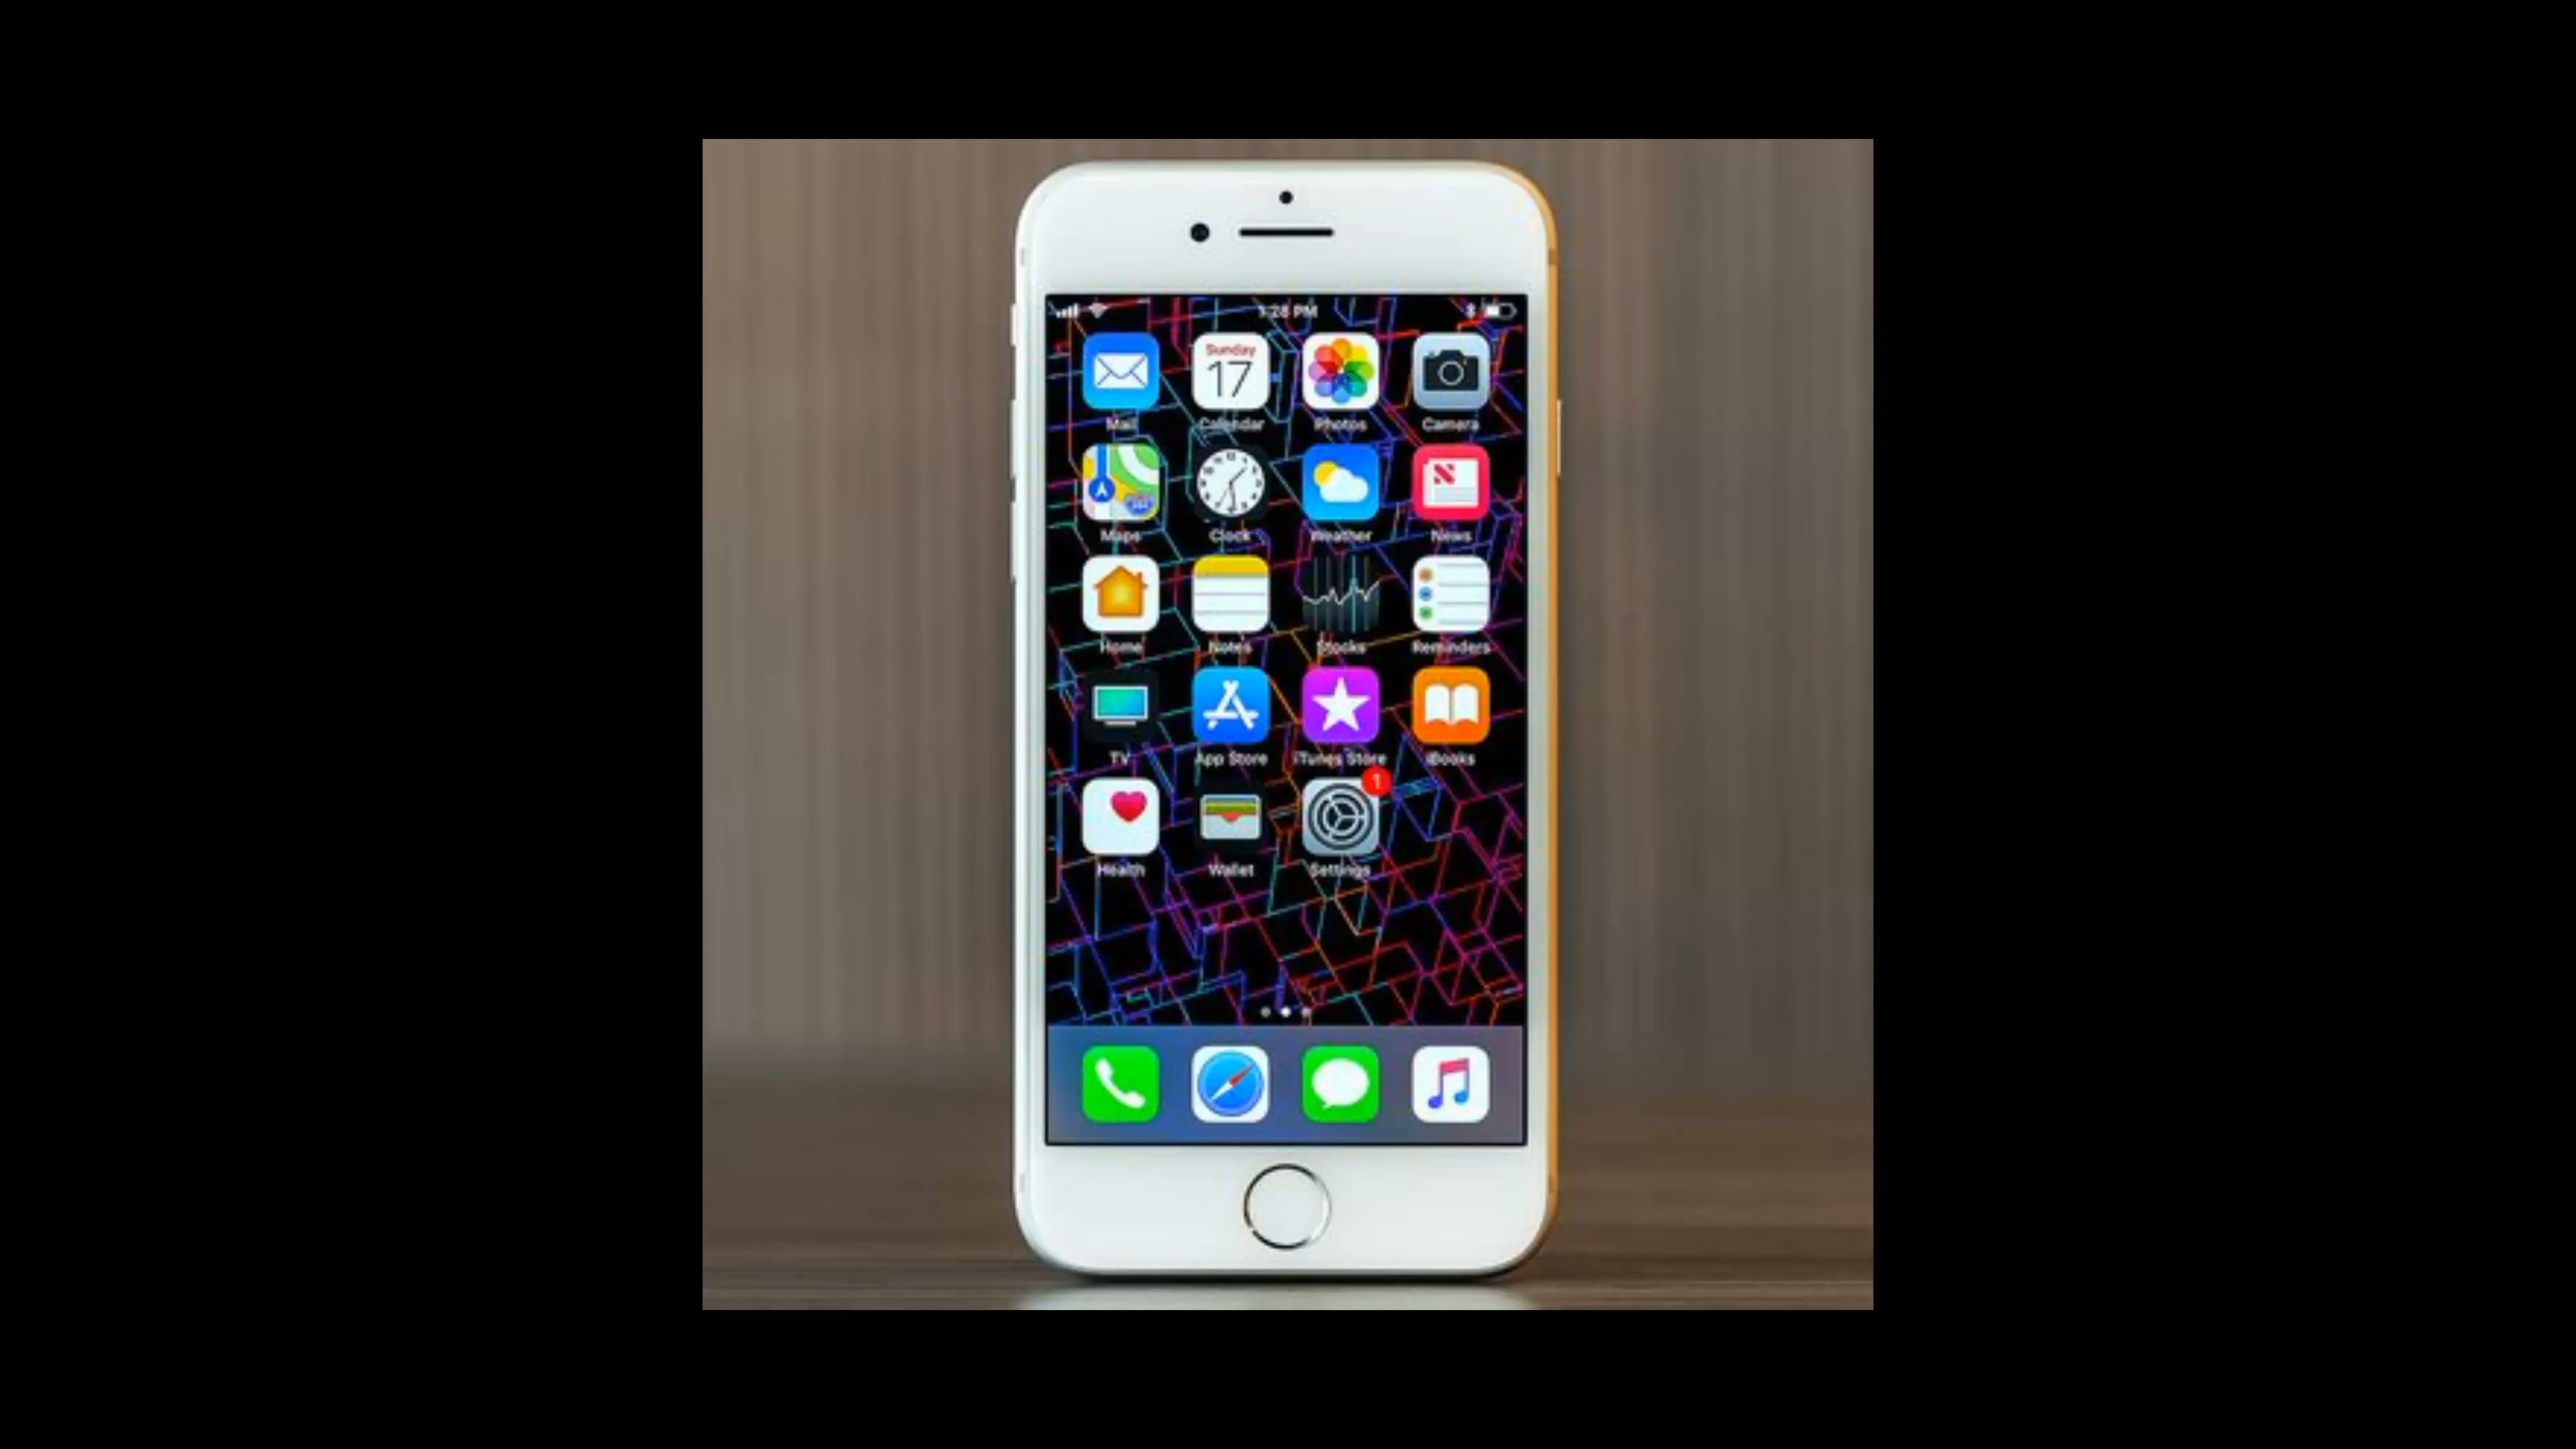 1:28 PM
Sunday
17
Mail Calendar Photos Camera
Maps Clock Weather News
Home Notes Stocks Reminders
TV App Store iTunes Store iBooks
1
Health Wallet Settings